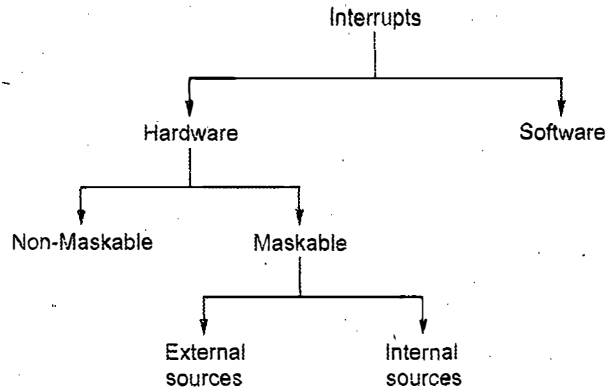 Interrupts
Hardware
Software
Non-Maskable
Maskable
External
sources
Internal
sources